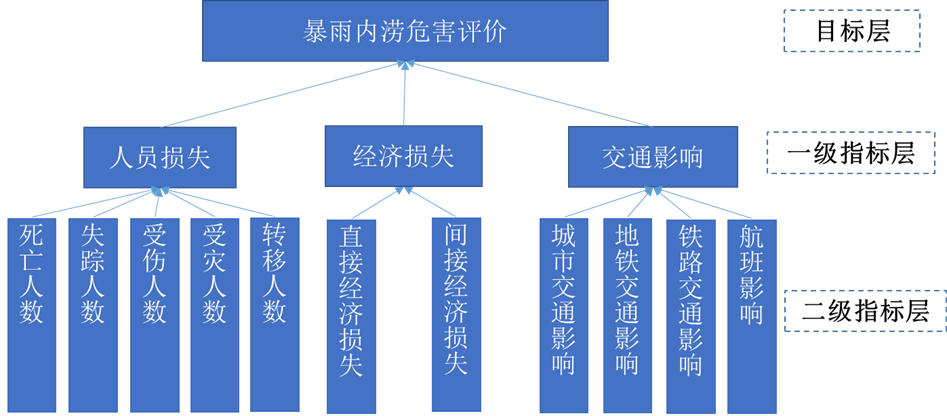 暴雨内涝危害评价
目标层
人员损失
经济损失
交通影响
一级指标层
死亡人数
失踪人数
受伤人数
受灾人数
转移人数
直接经济损失
间接经济损失
城市交通影响
地铁交通影响
铁路交通影响
航班影响
二级指标层